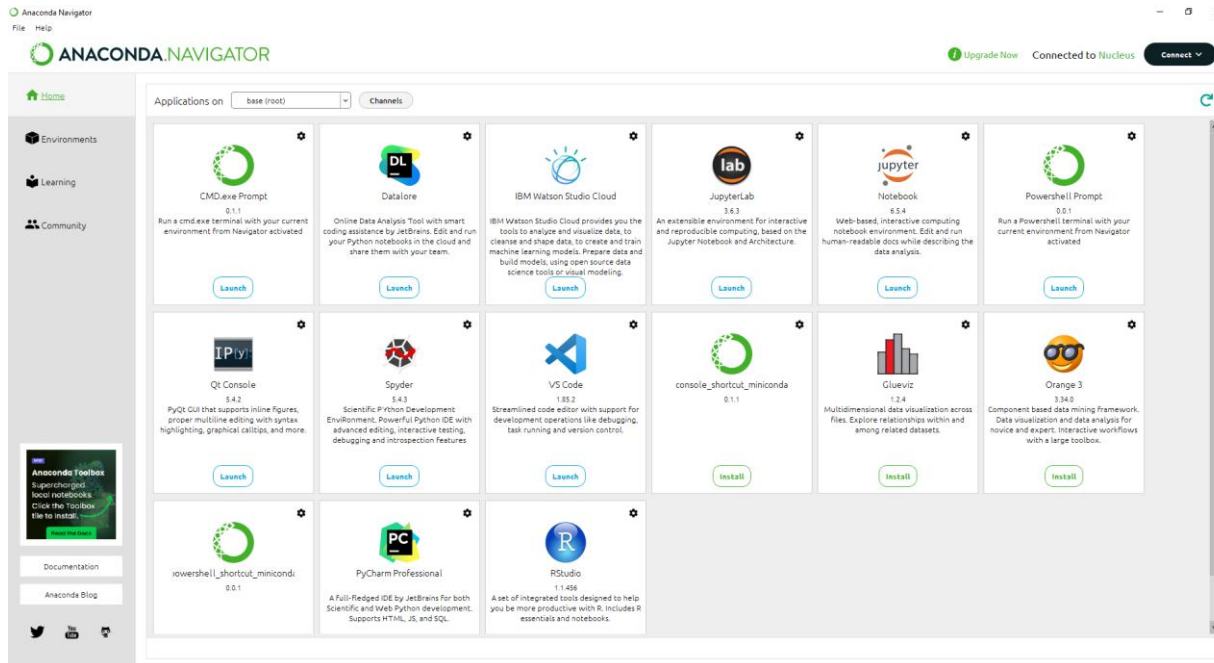 Anaconda Navigator
File Help
ANACONDA.NAVIGATOR
i Upgrade Now Connected to Nucleus Connect
Home
Environments
Learning
Community
Applications on base (root) Channels
CMD.exe Prompt
0.1.1
Run a cmd.exe terminal with your current
environment from Navigator activated
Launch
DL
Datalore
Online Data Analysis Tool with smart
coding assistance by JetBrains. Edit and run
your Python notebooks in the cloud and
share them with your team.
Launch
IBM Watson Studio Cloud
IBM Watson Studio Cloud provides you the
tools to analyze and visualize data, to
cleanse and shape data, to create and train
machine learning models. Prepare data and
build models, using open source data
science tools or visual modeling.
Launch
lab
JupyterLab
3.6.3
An extensible environment for interactive
and reproducible computing, based on the
Jupyter Notebook and Architecture.
Launch
jupyter
Notebook
6.5.4
Web-based, interactive computing
notebook environment. Edit and run
human-readable docs while describing the
data analysis.
Launch
Powershell Prompt
0.0.1
Run a Powershell terminal with your
current environment from Navigator
activated
Launch
IP[y]:
Qt Console
5.4.2
PyQt GUI that supports inline figures,
proper multiline editing with syntax
highlighting, graphical calltips, and more.
Launch
Spyder
5.4.3
Scientific PYthon Development
EnviRonment. Powerful Python IDE with
advanced editing, interactive testing,
debugging and introspection features
Launch
VS Code
1.85.2
Streamlined code editor with support for
development operations like debugging,
task running and version control.
Launch
console_shortcut_miniconda
0.1.1
Install
Glueviz
1.2.4
Multidimensional data visualization across
files. Explore relationships within and
among related datasets.
Install
Orange 3
3.34.0
Component based data mining framework.
Data visualization and data analysis for
novice and expert. Interactive workflows
with a large toolbox.
Install
owershell_shortcut_minicond
0.0.1
PC
PyCharm Professional
A full-fledged IDE by JetBrains for both
Scientific and Web Python development.
Supports HTML, JS, and SQL.
R
RStudio
1.1.456
A set of integrated tools designed to help
you be more productive with R. Includes R
essentials and notebooks.
NEW
Anaconda Toolbox
Supercharged
local notebooks.
Click the Toolbox
tile to install.
Read the Docs
Documentation
Anaconda Blog
You
Tube